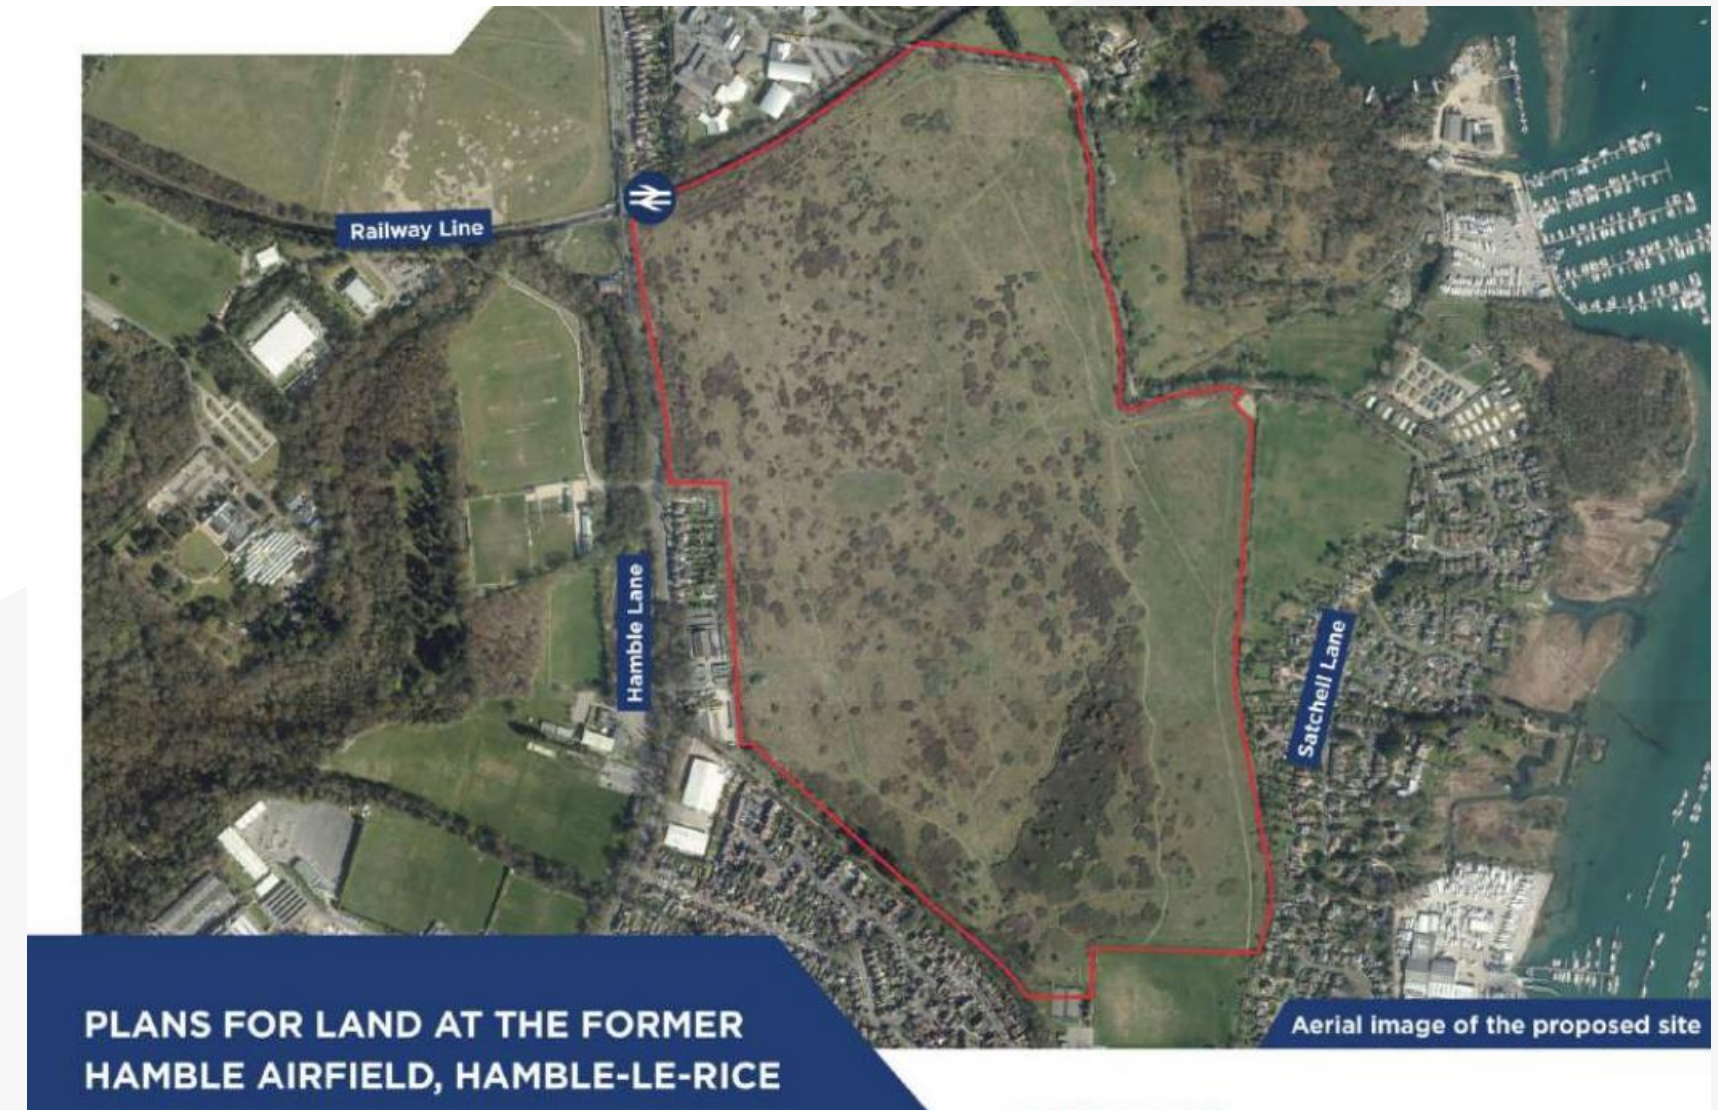 Railway Line
Hamble Lane
Satchell Lane
PLANS FOR LAND AT THE FORMER
HAMBLE AIRFIELD, HAMBLE-LE-RICE
Aerial image of the proposed site